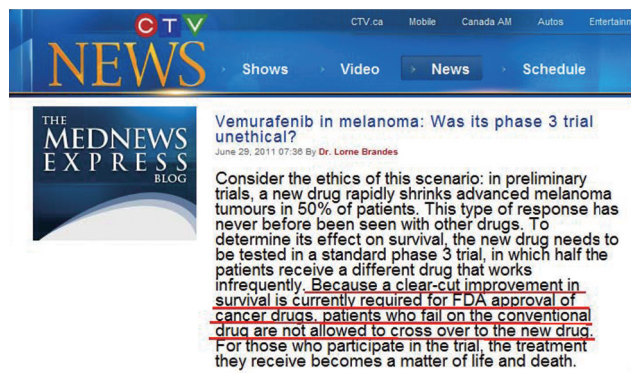 CTV
NEWS
CTV.ca Mobile Canada AM Autos
Shows Video News Schedule
THE
MEDNEWS
EXPRESS
BLOG
Vemurafenib in melanoma: Was its phase 3 trial
unethical?
June 29, 2011 07:36 By Dr. Lorne Brandes
Consider the ethics of this scenario: in preliminary
trials, a new drug rapidly shrinks advanced melanoma
tumours in 50% of patients. This type of response has
never before been seen with other drugs. To
determine its effect on survival, the new drug needs to
be tested in a standard phase 3 trial, in which half the
patients receive a different drug that works
infrequently. Because a clear-cut improvement in
survival is currently required for FDA approval of
cancer drugs, patients who fail on the conventional
drug are not allowed to cross over to the new drug.
For those who participate in the trial, the treatment
they receive becomes a matter of life and death.